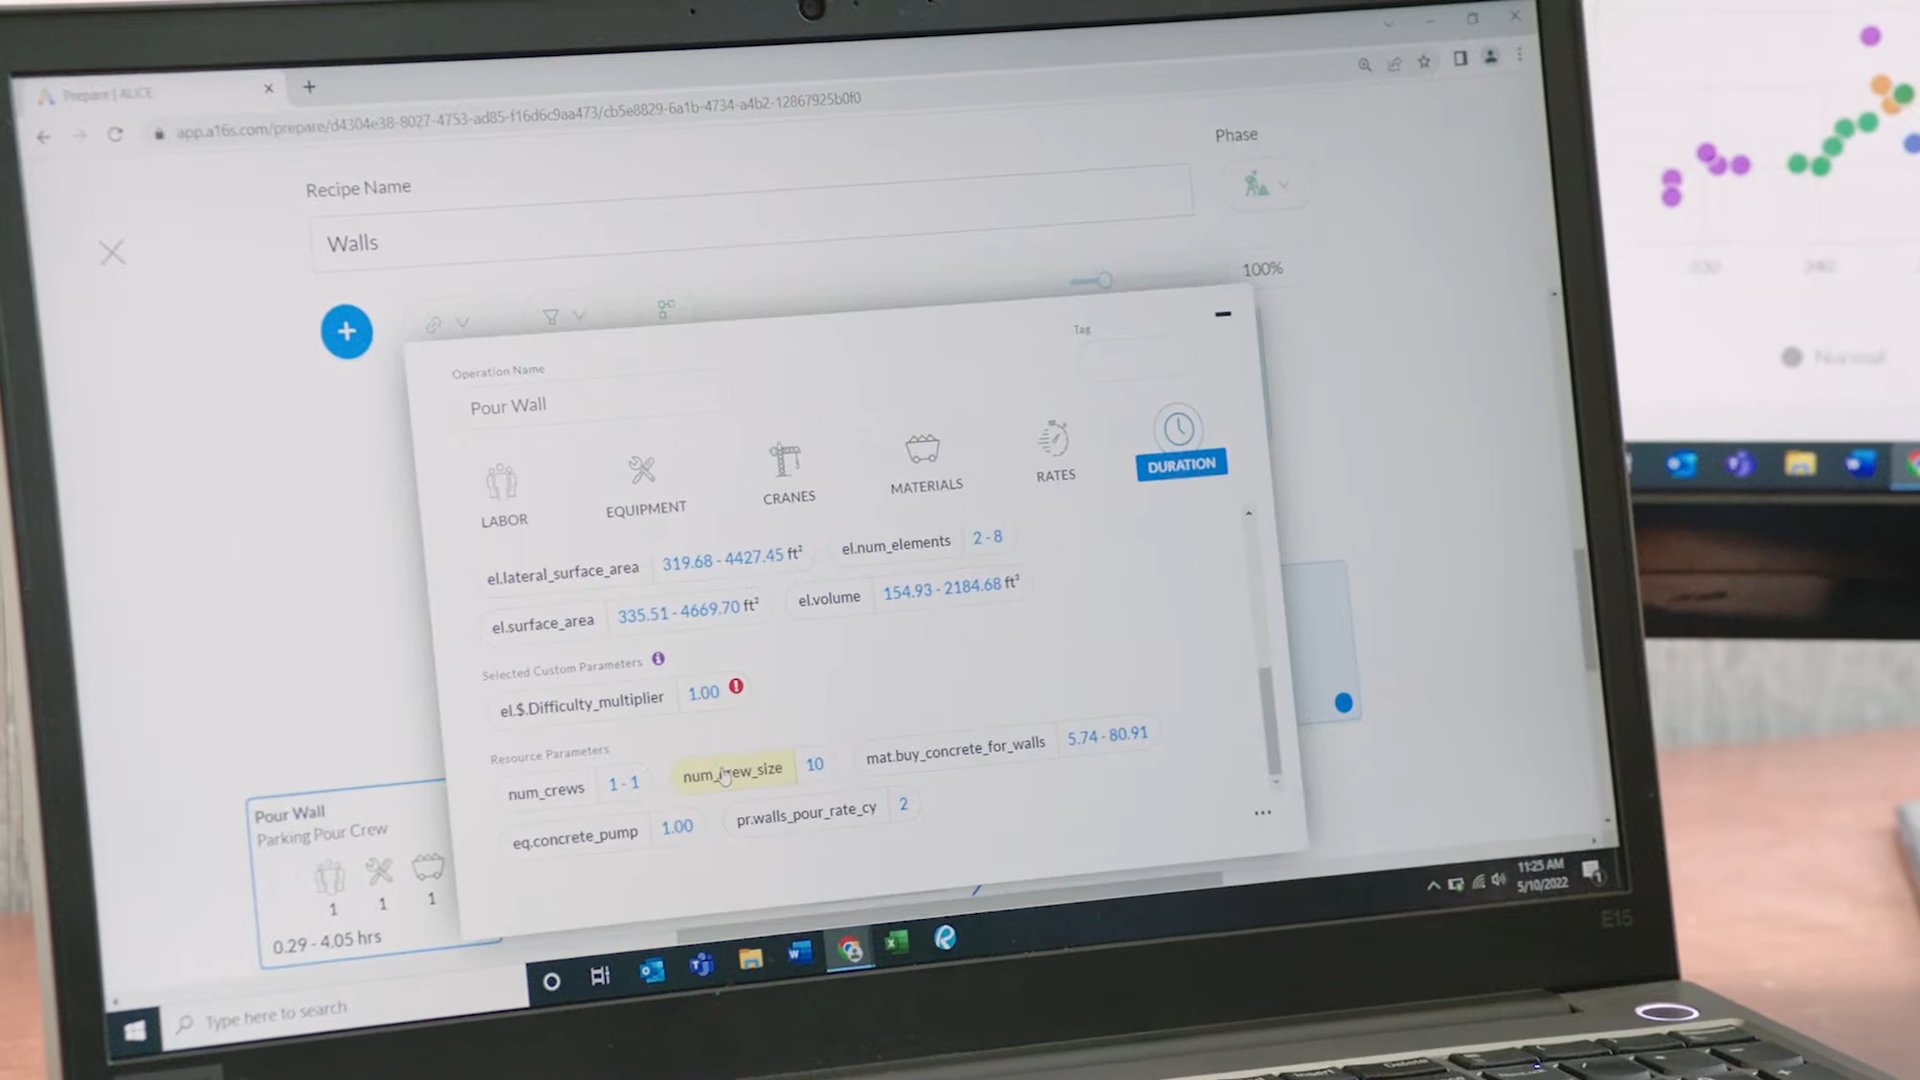 Prepare | ALICE
app.a16s.com/prepare/d4304e38-8027-4753-ad85-f16d6c9aa473/cb5e8829-6a1b-4734-a4b2-12867925b0f0
Recipe Name
Phase
Walls
100%
Operation Name
Tag
Pour Wall
LABOR
EQUIPMENT
CRANES
MATERIALS
RATES
DURATION
el.lateral_surface_area 319.68 - 4427.45 ft² el.num_elements 2 - 8
el.surface_area 335.51 - 4669.70 ft² el.volume 154.93 - 2184.68 ft³
Selected Custom Parameters
el.$.Difficulty_multiplier 1.00
Resource Parameters
num_crews 1 - 1 num_crew_size 10 mat.buy_concrete_for_walls 5.74 - 80.91
eq.concrete_pump 1.00 pr.walls_pour_rate_cy 2
Pour Wall
Parking Pour Crew
1 1 1
0.29 - 4.05 hrs
Type here to search
11:25 AM
5/10/2022
E15
340
Normal